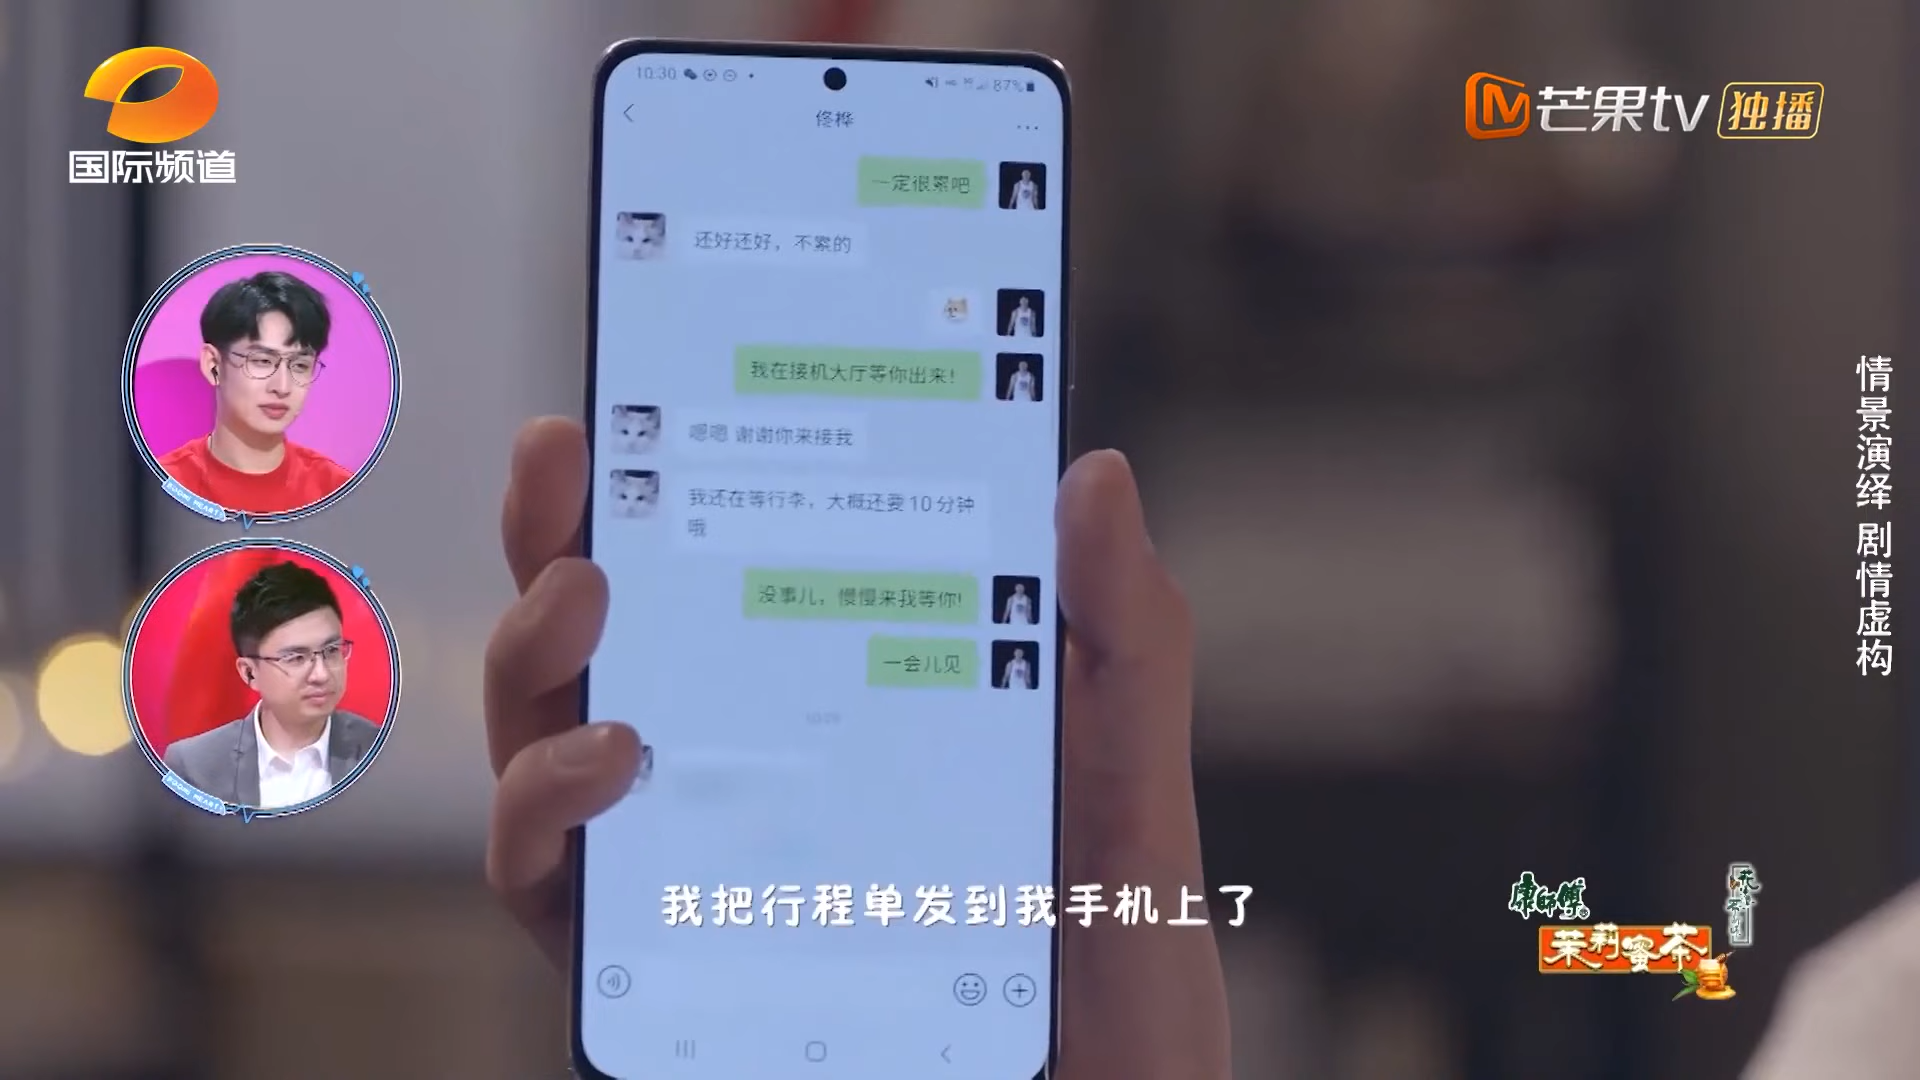 国际频道
芒果tv 独播
10:30
87%
佟桦
一定很累吧
还好还好，不累的
我在接机大厅等你出来！
嗯嗯 谢谢你来接我
我还在等行李，大概还要10分钟
哦
没事儿，慢慢来我等你!
一会儿见
我把行程单发到我手机上了
情景演绎 剧情虚构
康師傅
茉莉蜜茶